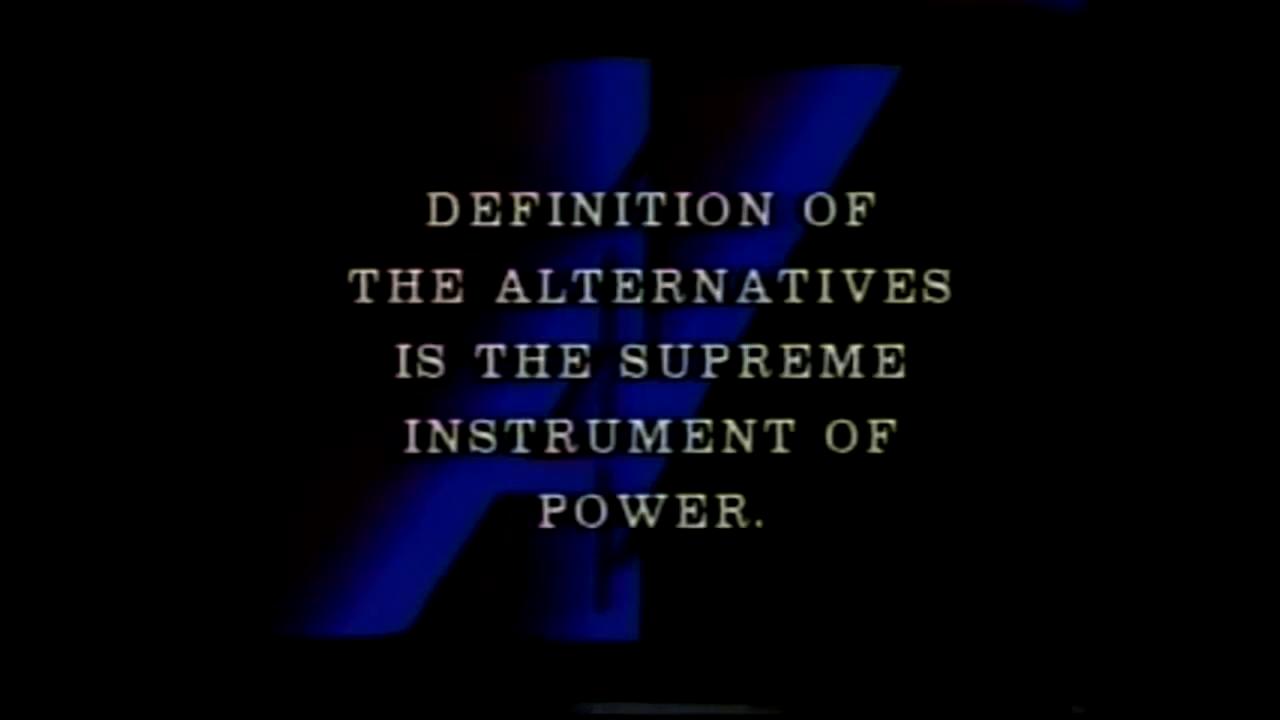 DEFINITION OF
THE ALTERNATIVES
IS THE SUPREME
INSTRUMENT OF
POWER.